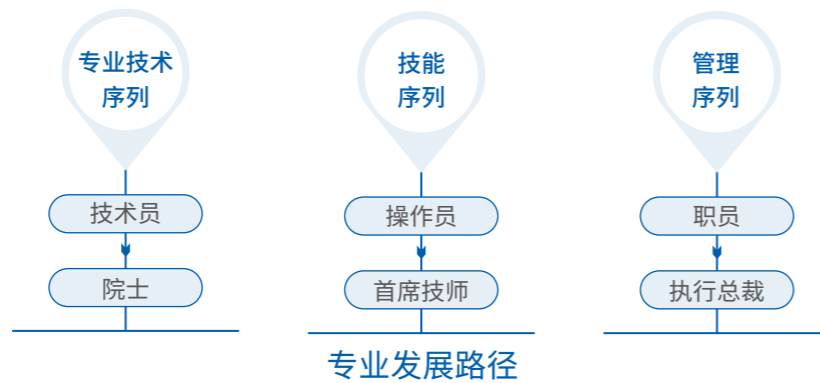 专业技术
序列
技术员
院士
技能
序列
操作员
首席技师
管理
序列
职员
执行总裁
专业发展路径